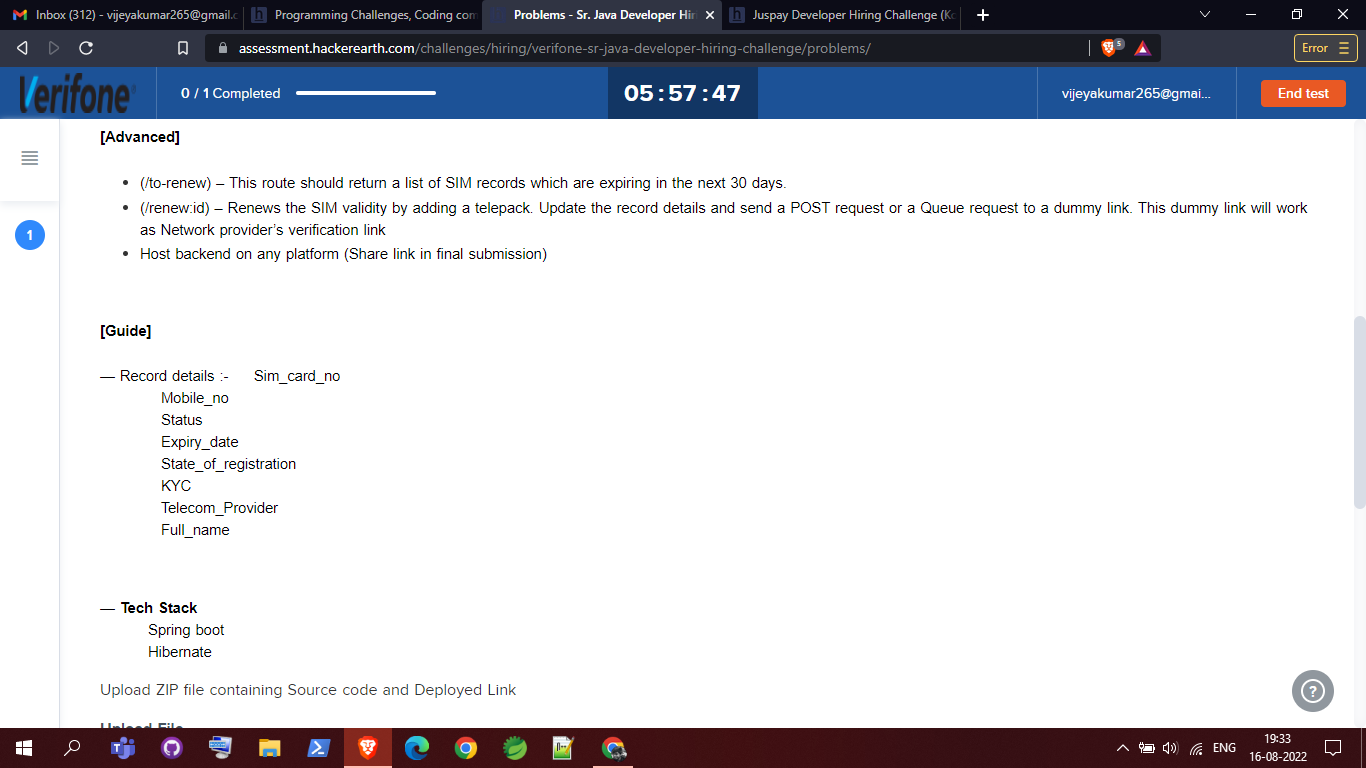 Inbox (312) - vijeyakumar265@gmail.c
Programming Challenges, Coding com
Problems - Sr. Java Developer Hiri
Juspay Developer Hiring Challenge (Ko
assessment.hackerearth.com/challenges/hiring/verifone-sr-java-developer-hiring-challenge/problems/
5
Error
Verifone
0 / 1 Completed
05 : 57 : 47
vijeyakumar265@gmai...
End test
[Advanced]
1
• (/to-renew) – This route should return a list of SIM records which are expiring in the next 30 days.
• (/renew:id) – Renews the SIM validity by adding a telepack. Update the record details and send a POST request or a Queue request to a dummy link. This dummy link will work
as Network provider’s verification link
• Host backend on any platform (Share link in final submission)
[Guide]
— Record details :- Sim_card_no
Mobile_no
Status
Expiry_date
State_of_registration
KYC
Telecom_Provider
Full_name
— Tech Stack
Spring boot
Hibernate
Upload ZIP file containing Source code and Deployed Link
Upload File
?
ENG
19:33
16-08-2022